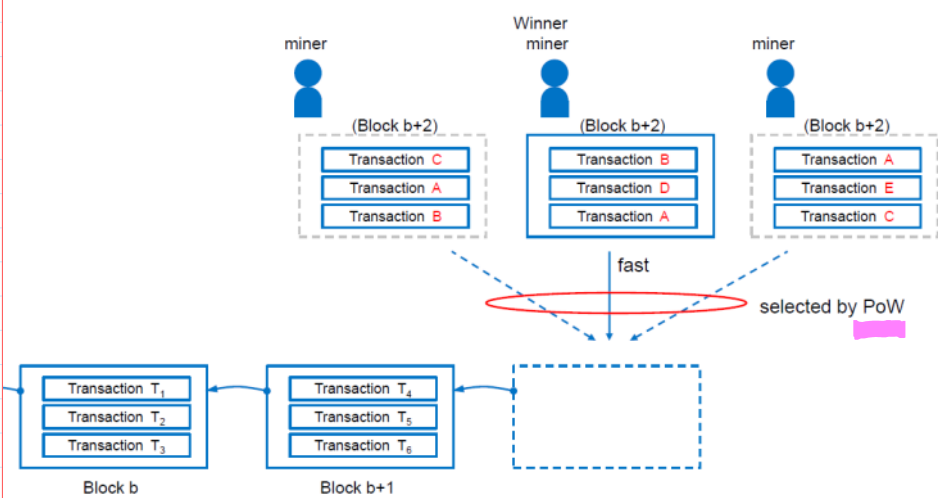 Winner
miner
miner
miner
(Block b+2)
(Block b+2)
(Block b+2)
Transaction C
Transaction A
Transaction B
Transaction B
Transaction D
Transaction A
Transaction A
Transaction E
Transaction C
fast
selected by PoW
Transaction T₁
Transaction T₂
Transaction T₃
Transaction T₄
Transaction T₅
Transaction T₆
Block b
Block b+1